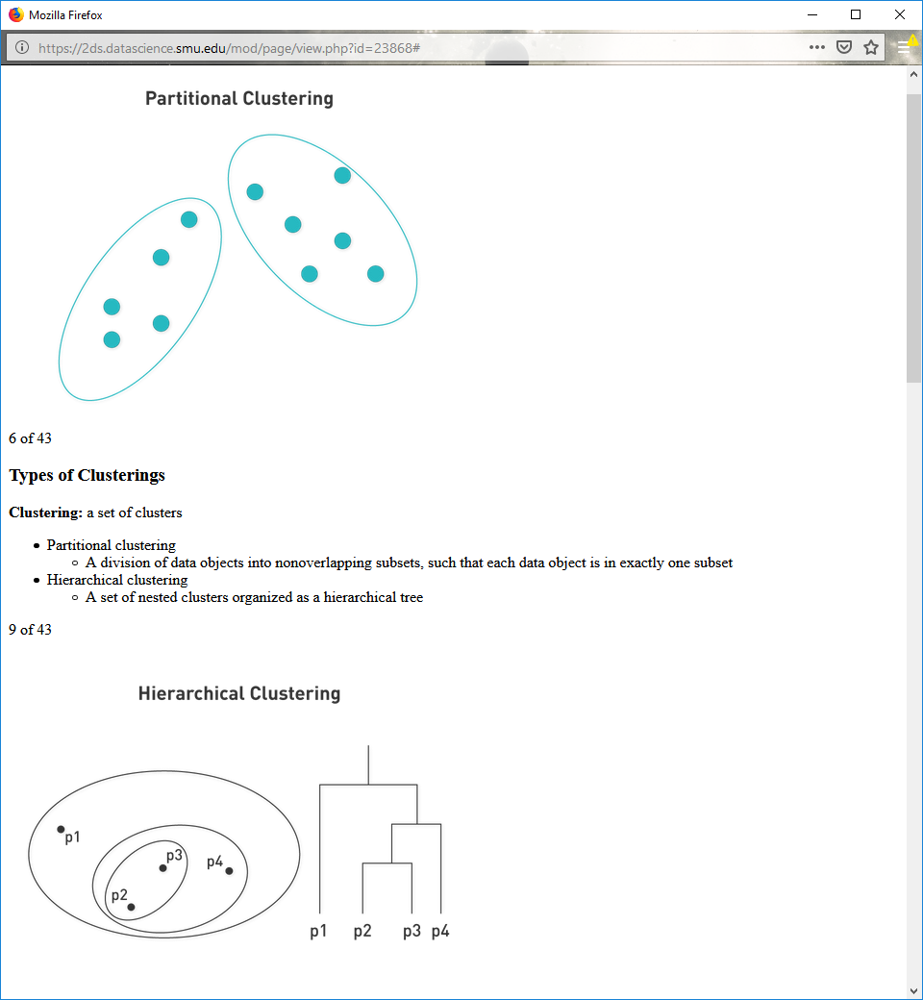 Mozilla Firefox
https://2ds.datascience.smu.edu/mod/page/view.php?id=23868#
Partitional Clustering
6 of 43
Types of Clusterings
Clustering: a set of clusters
Partitional clustering
A division of data objects into nonoverlapping subsets, such that each data object is in exactly one subset
Hierarchical clustering
A set of nested clusters organized as a hierarchical tree
9 of 43
Hierarchical Clustering
p1
p3
p4
p2
p1 p2 p3 p4